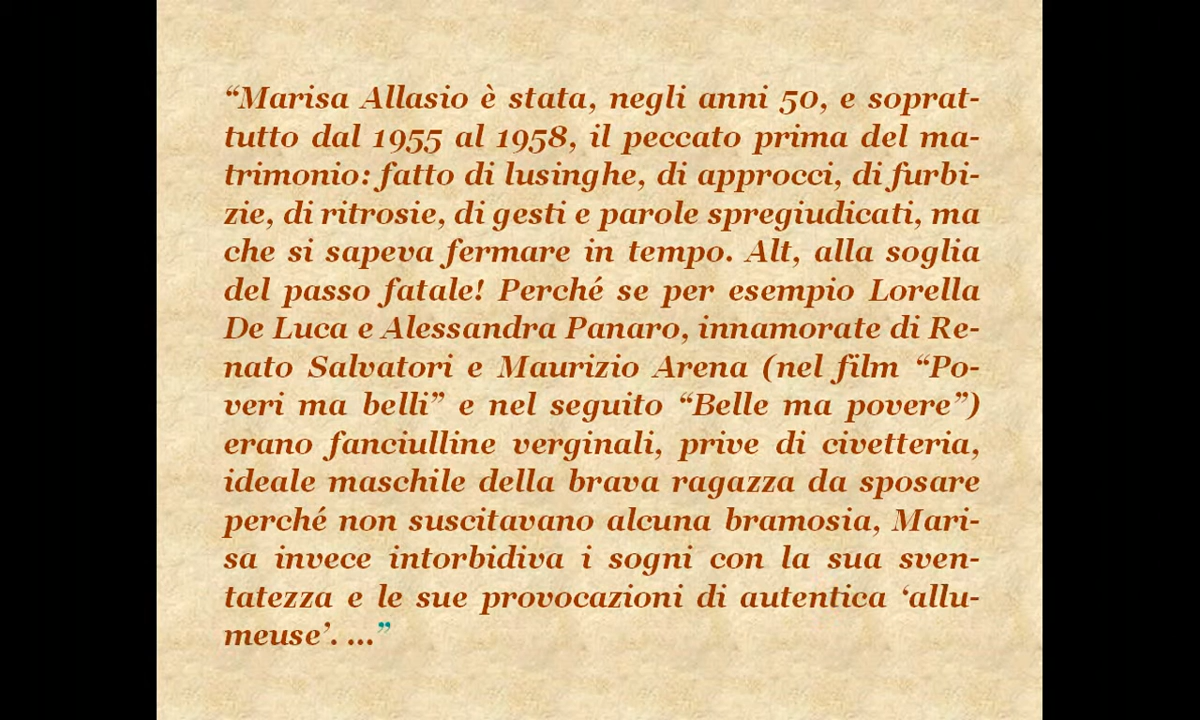 “Marisa Allasio è stata, negli anni 50, e soprat-
tutto dal 1955 al 1958, il peccato prima del ma-
trimonio: fatto di lusinghe, di approcci, di furbi-
zie, di ritrosie, di gesti e parole spregiudicati, ma
che si sapeva fermare in tempo. Alt, alla soglia
del passo fatale! Perché se per esempio Lorella
De Luca e Alessandra Panaro, innamorate di Re-
nato Salvatori e Maurizio Arena (nel film “Po-
veri ma belli” e nel seguito “Belle ma povere”)
erano fanciulline verginali, prive di civetteria,
ideale maschile della brava ragazza da sposare
perché non suscitavano alcuna bramosia, Mari-
sa invece intorbidiva i sogni con la sua sven-
tatezza e le sue provocazioni di autentica ‘allu-
meuse’. ...”